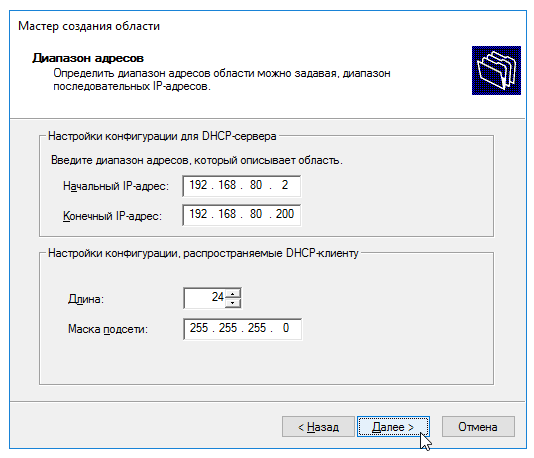 Мастер создания области
Диапазон адресов
Определить диапазон адресов области можно задавая, диапазон
последовательных IP-адресов.
Настройки конфигурации для DHCP-сервера
Введите диапазон адресов, который описывает область.
Начальный IP-адрес: 192 . 168 . 80 . 2
Конечный IP-адрес: 192 . 168 . 80 . 200
Настройки конфигурации, распространяемые DHCP-клиенту
Длина: 24
Маска подсети: 255 . 255 . 255 . 0
< Назад Далее > Отмена